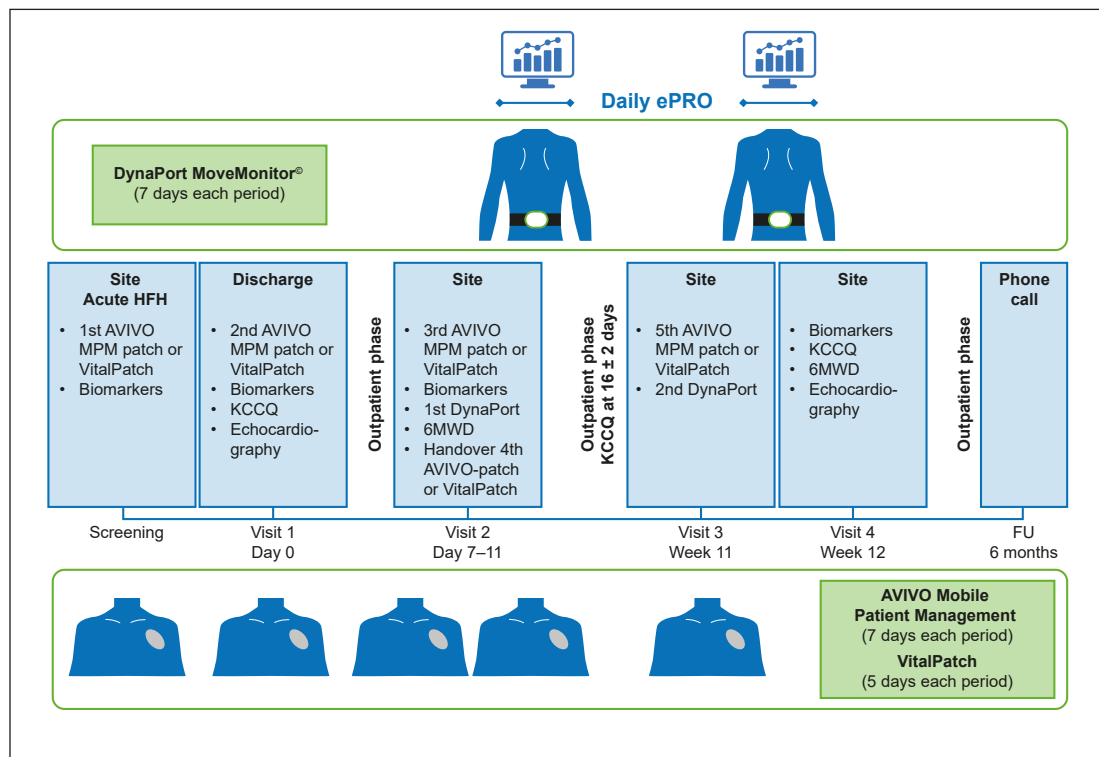 Daily ePRO
DynaPort MoveMonitor©
(7 days each period)
Site
Acute HFH
• 1st AVIVO
MPM patch or
VitalPatch
• Biomarkers
Discharge
• 2nd AVIVO
MPM patch or
VitalPatch
• Biomarkers
• KCCQ
• Echocardio-
graphy
Outpatient phase
Site
• 3rd AVIVO
MPM patch or
VitalPatch
• Biomarkers
• 1st DynaPort
• 6MWD
• Handover 4th
AVIVO-patch
or VitalPatch
Outpatient phase
KCCQ at 16 ± 2 days
Site
• 5th AVIVO
MPM patch or
VitalPatch
• 2nd DynaPort
Site
• Biomarkers
• KCCQ
• 6MWD
• Echocardio-
graphy
Outpatient phase
Phone
call
Screening
Visit 1
Day 0
Visit 2
Day 7–11
Visit 3
Week 11
Visit 4
Week 12
FU
6 months
AVIVO Mobile
Patient Management
(7 days each period)
VitalPatch
(5 days each period)